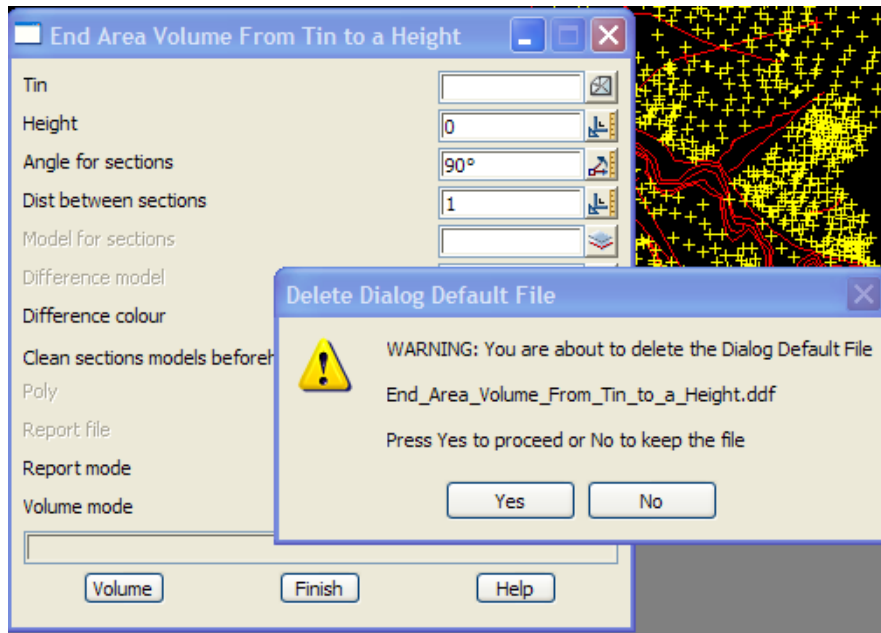 End Area Volume From Tin to a Height
Tin
Height
0
Angle for sections
90°
Dist between sections
1
Model for sections
Difference model
Difference colour
Clean sections models beforeh
Poly
Report file
Report mode
Volume mode
Volume
Finish
Help
Delete Dialog Default File
WARNING: You are about to delete the Dialog Default File
End_Area_Volume_From_Tin_to_a_Height.ddf
Press Yes to proceed or No to keep the file
Yes
No